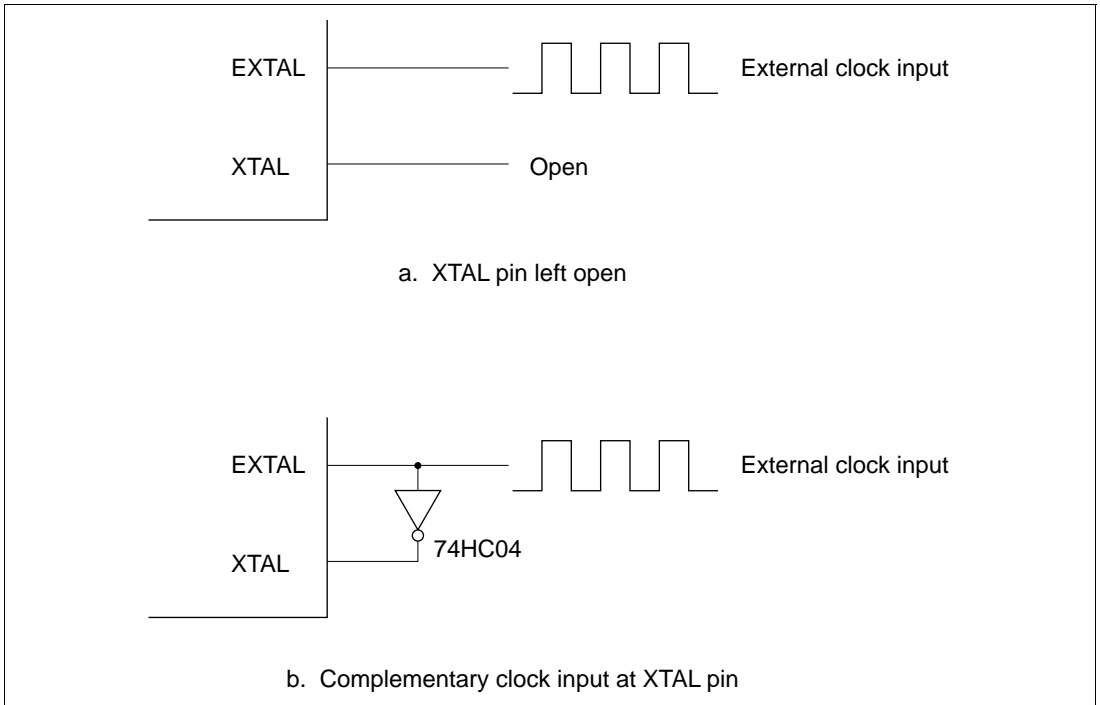 EXTAL External clock input
XTAL Open
a. XTAL pin left open
EXTAL External clock input
74HC04
XTAL
b. Complementary clock input at XTAL pin